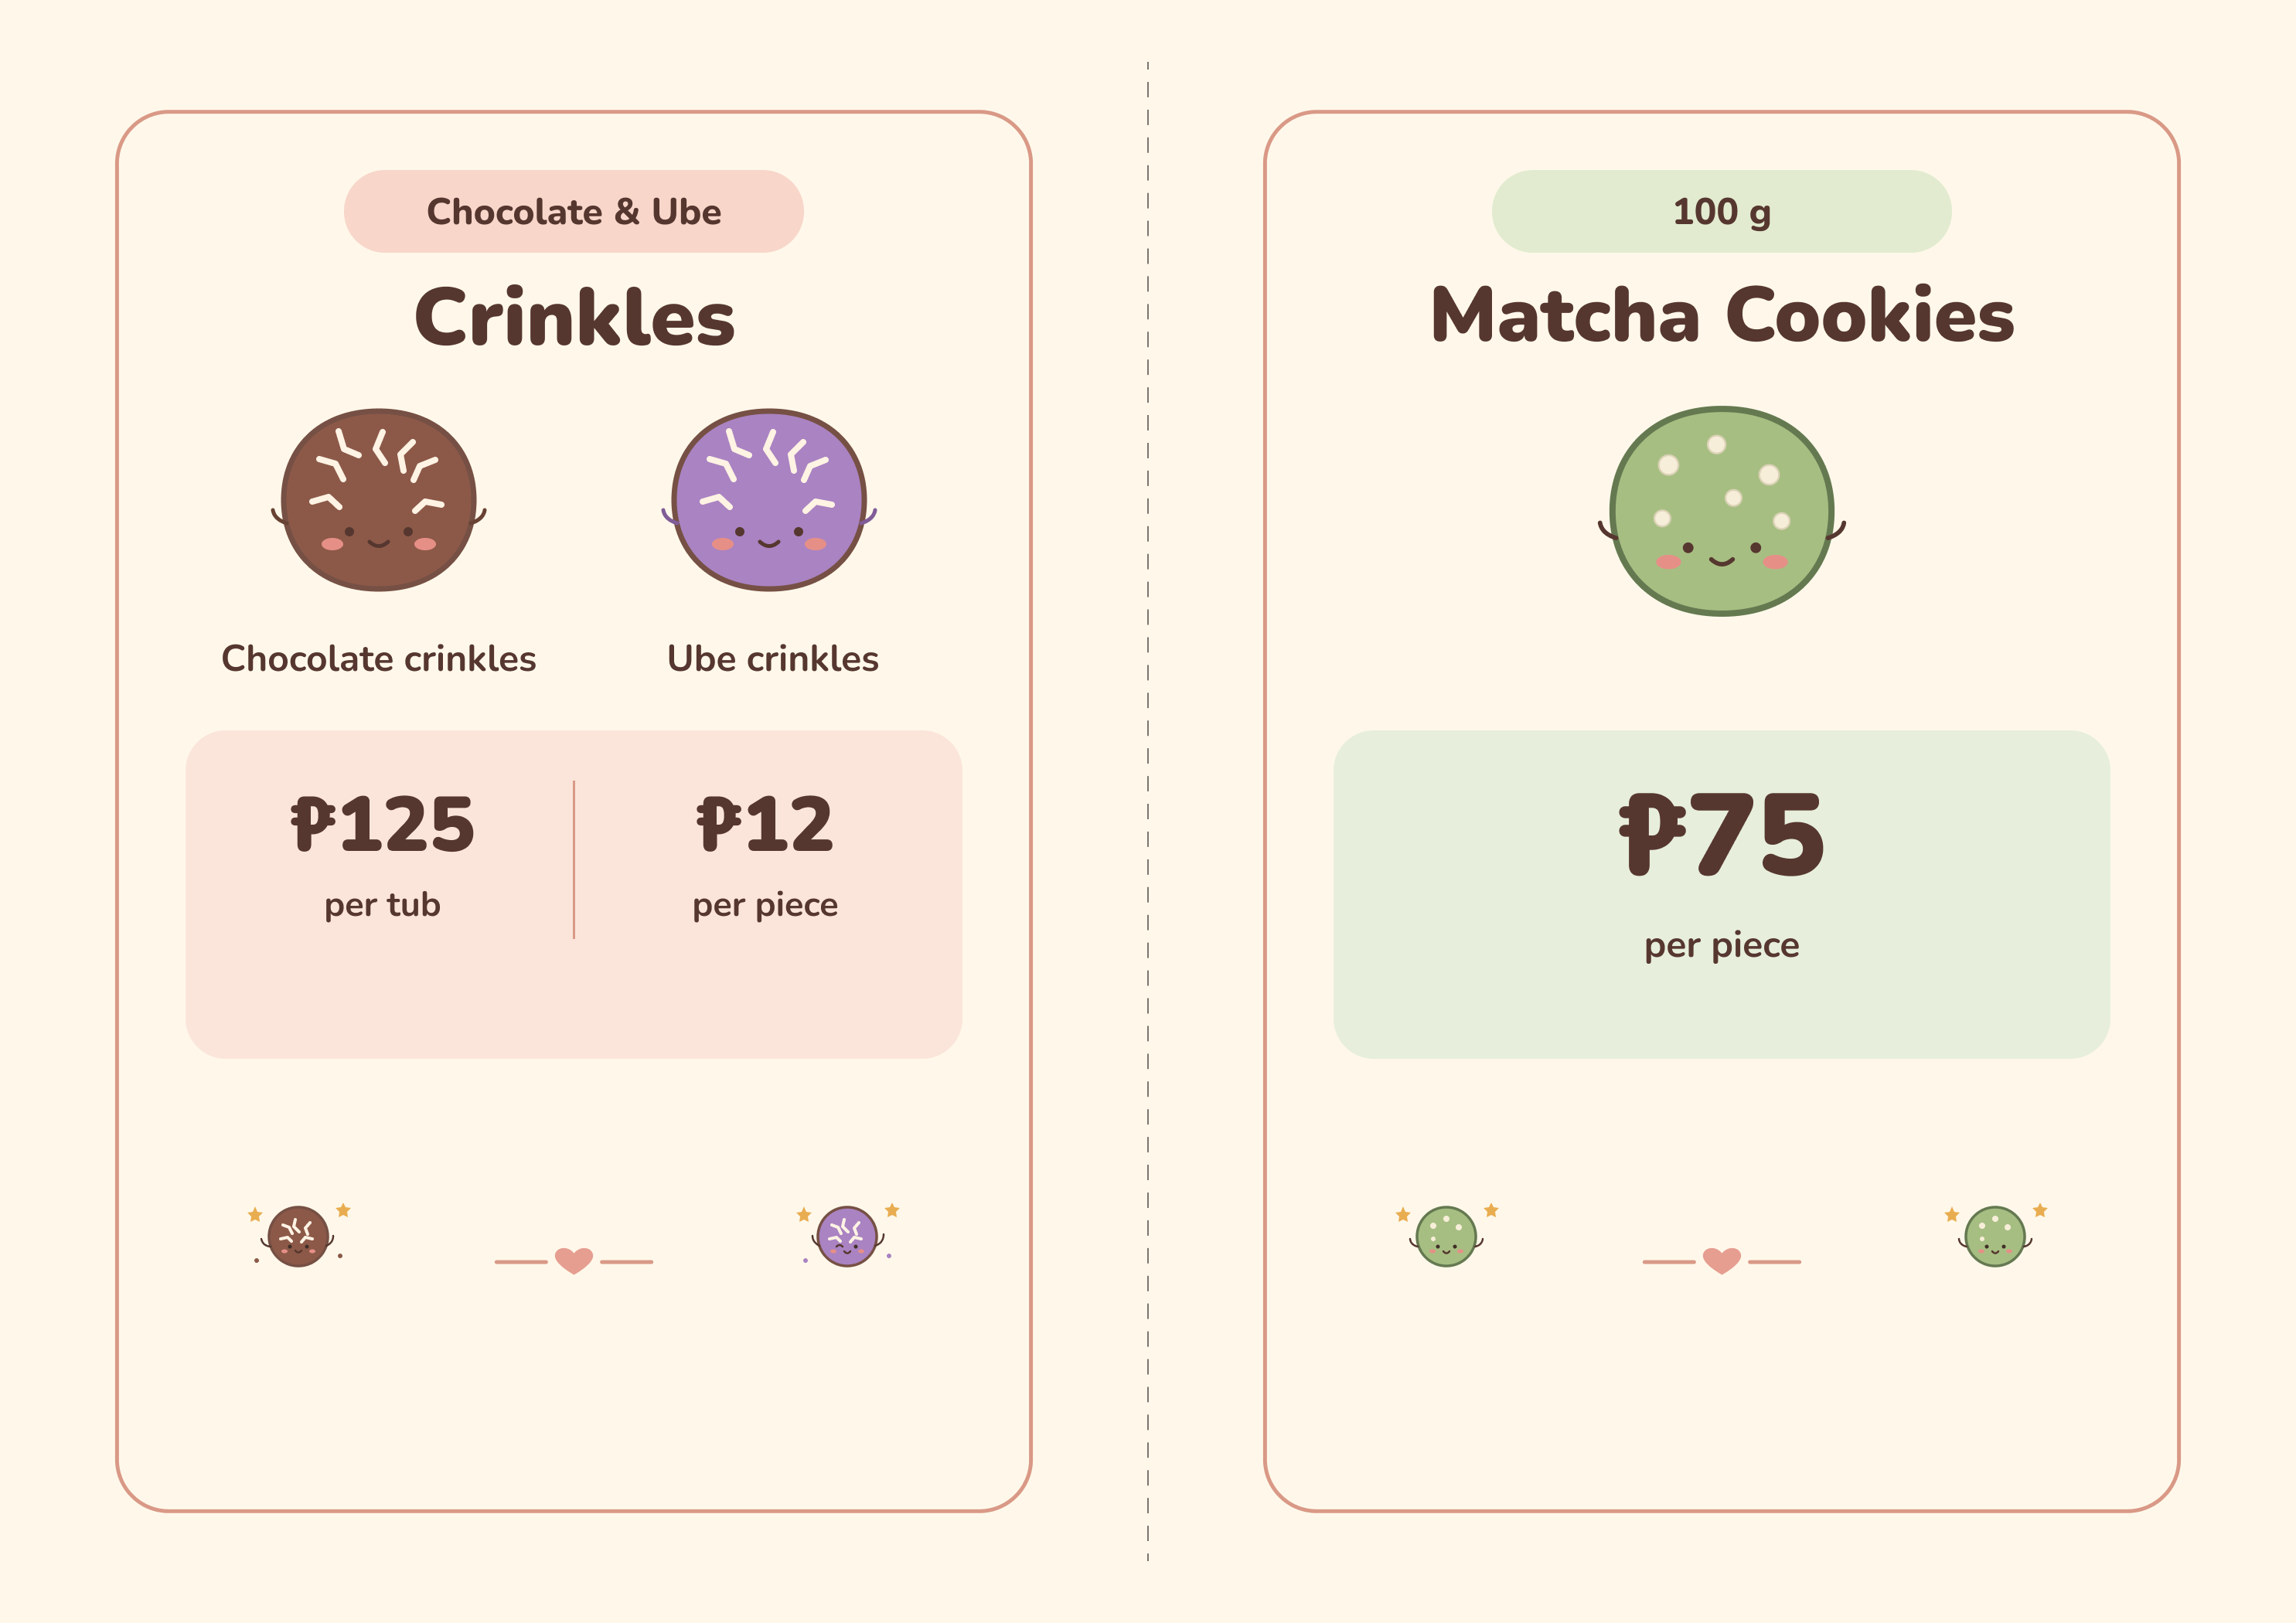 Chocolate & Ube
Crinkles
Chocolate crinkles
Ube crinkles
₱125
per tub
₱12
per piece
100 g
Matcha Cookies
₱75
per piece